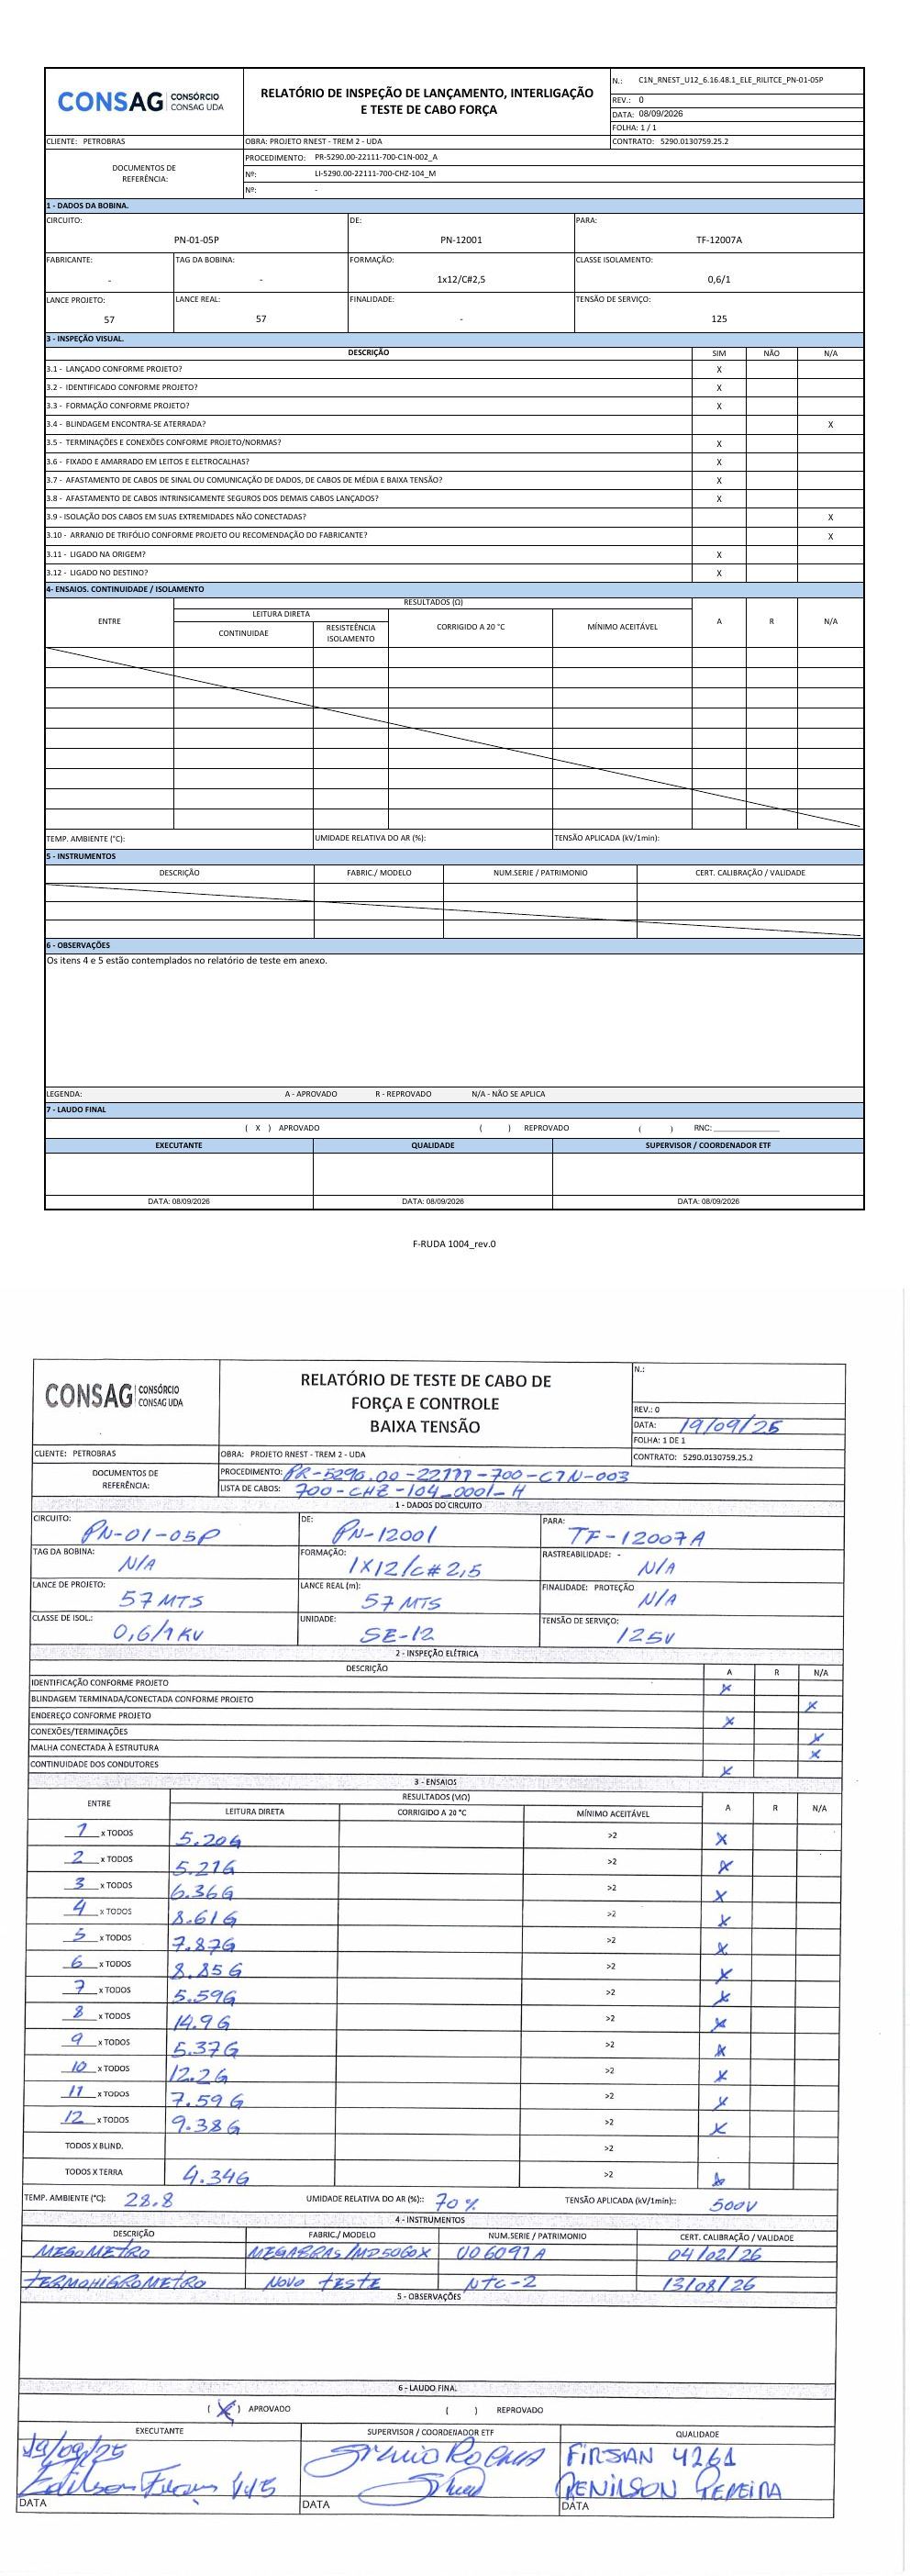 CONSAG CONSÓRCIO CONSAG UDA
RELATÓRIO DE INSPEÇÃO DE LANÇAMENTO, INTERLIGAÇÃO E TESTE DE CABO FORÇA
N.: C1N_RNEST_U12_6.16.48.1_ELE_RILITCE_PN-01-05P
REV.: 0
DATA: 08/09/2026
FOLHA: 1 / 1
CLIENTE: PETROBRAS OBRA: PROJETO RNEST - TREM 2 - UDA CONTRATO: 5290.0130759.25.2
DOCUMENTOS DE REFERÊNCIA:
PROCEDIMENTO: PR-5290.00-22111-700-C1N-002_A
Nº: LI-5290.00-22111-700-CHZ-104_M
Nº: -
1 - DADOS DA BOBINA.
CIRCUITO: DE: PARA:
PN-01-05P PN-12001 TF-12007A
FABRICANTE: TAG DA BOBINA: FORMAÇÃO: CLASSE ISOLAMENTO:
- - 1x12/C#2,5 0,6/1
LANCE PROJETO: LANCE REAL: FINALIDADE: TENSÃO DE SERVIÇO:
57 57 - 125
3 - INSPEÇÃO VISUAL.
DESCRIÇÃO SIM NÃO N/A
3.1 - LANÇADO CONFORME PROJETO? X
3.2 - IDENTIFICADO CONFORME PROJETO? X
3.3 - FORMAÇÃO CONFORME PROJETO? X
3.4 - BLINDAGEM ENCONTRA-SE ATERRADA? X
3.5 - TERMINAÇÕES E CONEXÕES CONFORME PROJETO/NORMAS? X
3.6 - FIXADO E AMARRADO EM LEITOS E ELETROCALHAS? X
3.7 - AFASTAMENTO DE CABOS DE SINAL OU COMUNICAÇÃO DE DADOS, DE CABOS DE MÉDIA E BAIXA TENSÃO? X
3.8 - AFASTAMENTO DE CABOS INTRINSICAMENTE SEGUROS DOS DEMAIS CABOS LANÇADOS? X
3.9 - ISOLAÇÃO DOS CABOS EM SUAS EXTREMIDADES NÃO CONECTADAS? X
3.10 - ARRANJO DE TRIFÓLIO CONFORME PROJETO OU RECOMENDAÇÃO DO FABRICANTE? X
3.11 - LIGADO NA ORIGEM? X
3.12 - LIGADO NO DESTINO? X
4- ENSAIOS. CONTINUIDADE / ISOLAMENTO
RESULTADOS (Ω)
ENTRE LEITURA DIRETA CORRIGIDO A 20 °C MÍNIMO ACEITÁVEL A R N/A
CONTINUIDAE RESISTEÊNCIA ISOLAMENTO
TEMP. AMBIENTE (°C): UMIDADE RELATIVA DO AR (%): TENSÃO APLICADA (kV/1min):
5 - INSTRUMENTOS
DESCRIÇÃO FABRIC./ MODELO NUM.SERIE / PATRIMONIO CERT. CALIBRAÇÃO / VALIDADE
6 - OBSERVAÇÕES
Os itens 4 e 5 estão contemplados no relatório de teste em anexo.
LEGENDA: A - APROVADO R - REPROVADO N/A - NÃO SE APLICA
7 - LAUDO FINAL
( X ) APROVADO ( ) REPROVADO ( ) RNC: ______________
EXECUTANTE QUALIDADE SUPERVISOR / COORDENADOR ETF
DATA: 08/09/2026 DATA: 08/09/2026 DATA: 08/09/2026
F-RUDA 1004_rev.0
CONSAG CONSÓRCIO CONSAG UDA
RELATÓRIO DE TESTE DE CABO DE
FORÇA E CONTROLE
BAIXA TENSÃO
N.:
REV.: 0
DATA: 19/09/25
FOLHA: 1 DE 1
CLIENTE: PETROBRAS OBRA: PROJETO RNEST - TREM 2 - UDA CONTRATO: 5290.0130759.25.2
DOCUMENTOS DE REFERÊNCIA:
PROCEDIMENTO: PR-5290.00-22111-700-C1N-003
LISTA DE CABOS: 700-CHZ-104_0001-H
1 - DADOS DO CIRCUITO
CIRCUITO: PN-01-05P DE: PN-12001 PARA: TF-12007A
TAG DA BOBINA: N/A FORMAÇÃO: 1X12/C#2,5 RASTREABILIDADE: - N/A
LANCE DE PROJETO: 57 MTS LANCE REAL (m): 57 MTS FINALIDADE: PROTEÇÃO N/A
CLASSE DE ISOL.: 0,6/1KV UNIDADE: SE-12 TENSÃO DE SERVIÇO: 125V
2 - INSPEÇÃO ELÉTRICA
DESCRIÇÃO A R N/A
IDENTIFICAÇÃO CONFORME PROJETO X
BLINDAGEM TERMINADA/CONECTADA CONFORME PROJETO X
ENDEREÇO CONFORME PROJETO X
CONEXÕES/TERMINAÇÕES X
MALHA CONECTADA À ESTRUTURA X
CONTINUIDADE DOS CONDUTORES X
3 - ENSAIOS
ENTRE RESULTADOS (MΩ) A R N/A
LEITURA DIRETA CORRIGIDO A 20 °C MÍNIMO ACEITÁVEL
1 x TODOS 5.20G >2 X
2 x TODOS 5.21G >2 X
3 x TODOS 6.36G >2 X
4 x TODOS 8.61G >2 X
5 x TODOS 7.87G >2 X
6 x TODOS 8.85G >2 X
7 x TODOS 5.59G >2 X
8 x TODOS 14.9G >2 X
9 x TODOS 5.37G >2 X
10 x TODOS 12.2G >2 X
11 x TODOS 7.59G >2 X
12 x TODOS 9.38G >2 X
TODOS X BLIND. >2
TODOS X TERRA 4.34G >2 X
TEMP. AMBIENTE (°C): 28.8 UMIDADE RELATIVA DO AR (%):: 70% TENSÃO APLICADA (kV/1min):: 500V
4 - INSTRUMENTOS
DESCRIÇÃO FABRIC./ MODELO NUM.SERIE / PATRIMONIO CERT. CALIBRAÇÃO / VALIDADE
MEGOMETRO MEGABRAS/MD5060X UO6091A 04/02/26
TERMOHIGROMETRO NOVO TESTE NTC-2 13/08/26
5 - OBSERVAÇÕES
6 - LAUDO FINAL
( X ) APROVADO ( ) REPROVADO
EXECUTANTE SUPERVISOR / COORDENADOR ETF QUALIDADE
19/09/25 FIRSIAN 4261
RENILSON PEREIRA
DATA DATA DATA